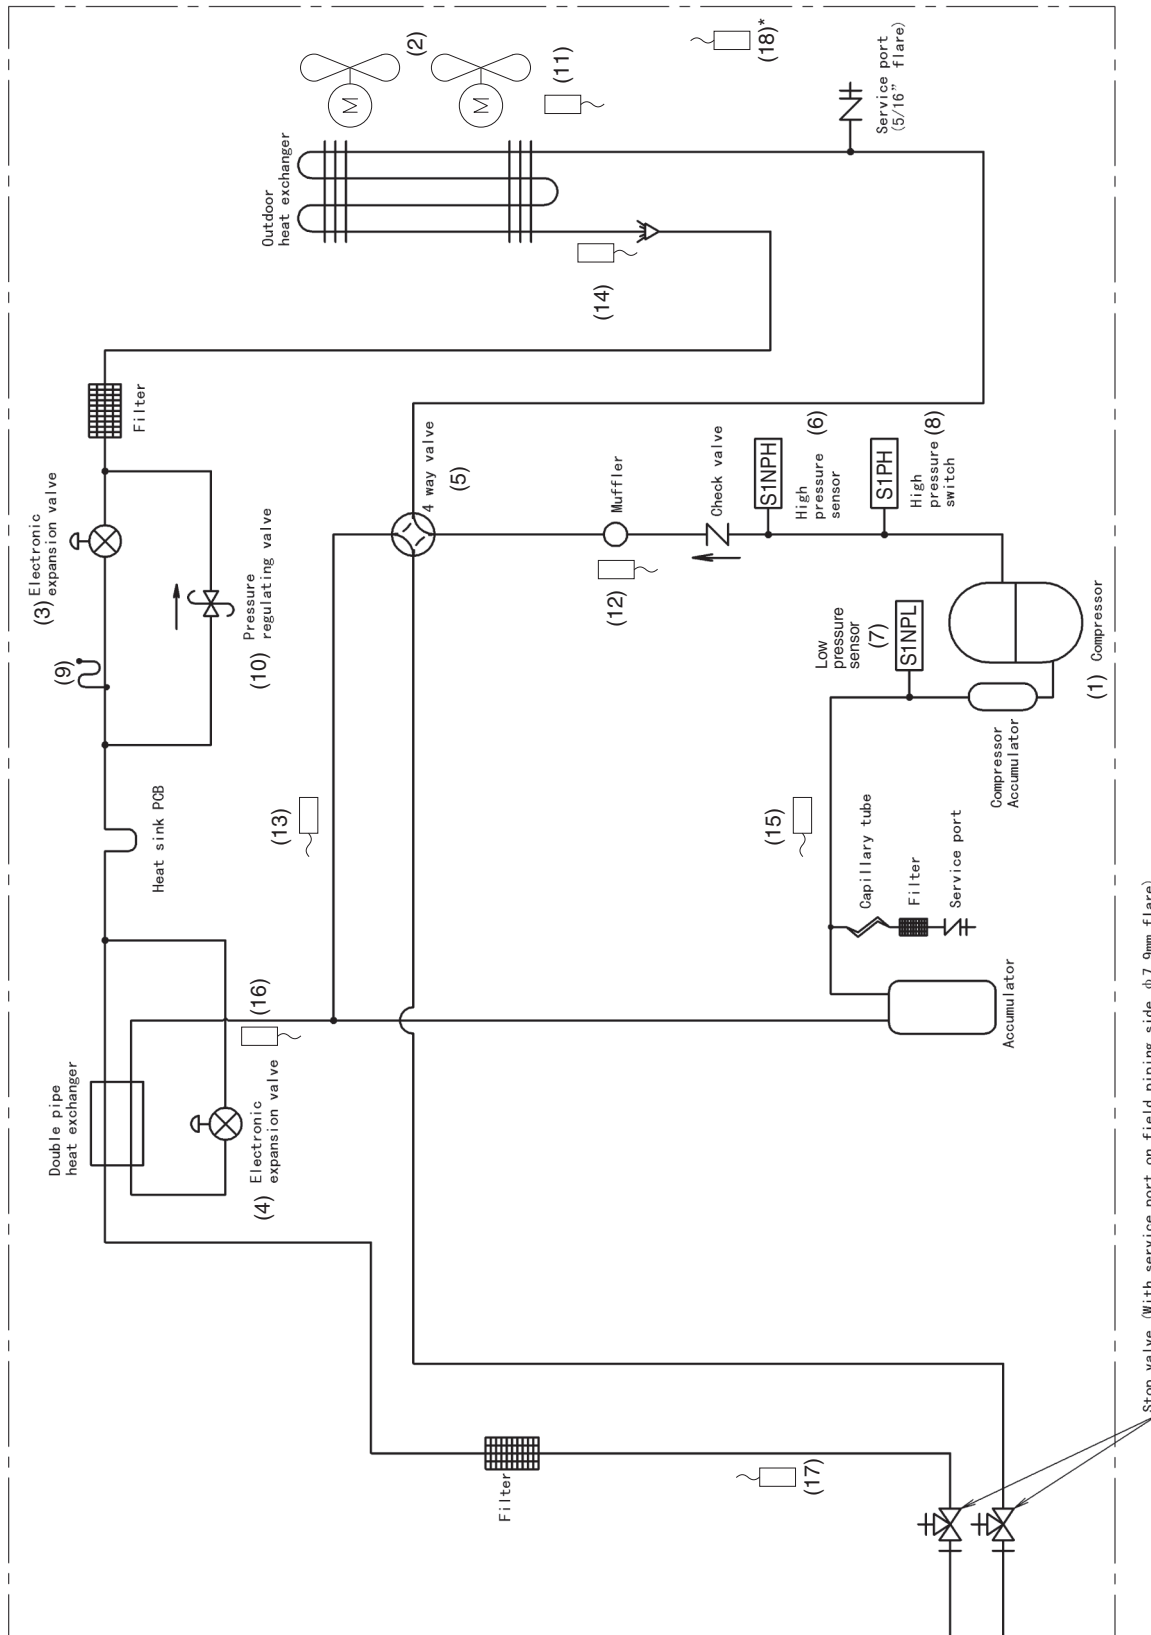 (2)
M
M
(11)
(18)*
Service port
(5/16" flare)
Outdoor
heat exchanger
(14)
Filter
(3)
Electronic
expansion valve
(9)
(10)
Pressure
regulating valve
4 way valve
(5)
Muffler
(12)
Check valve
S1NPH
(6)
High
pressure
sensor
S1PH
(8)
High
pressure
switch
Low
pressure
sensor
(7)
S1NPL
(1) Compressor
Compressor
Accumulator
Heat sink PCB
(13)
(15)
Capillary tube
Filter
Service port
Accumulator
(16)
Double pipe
heat exchanger
(4)
Electronic
expansion valve
Filter
(17)
Stop valve (With service port on field piping side φ7.9mm flare)